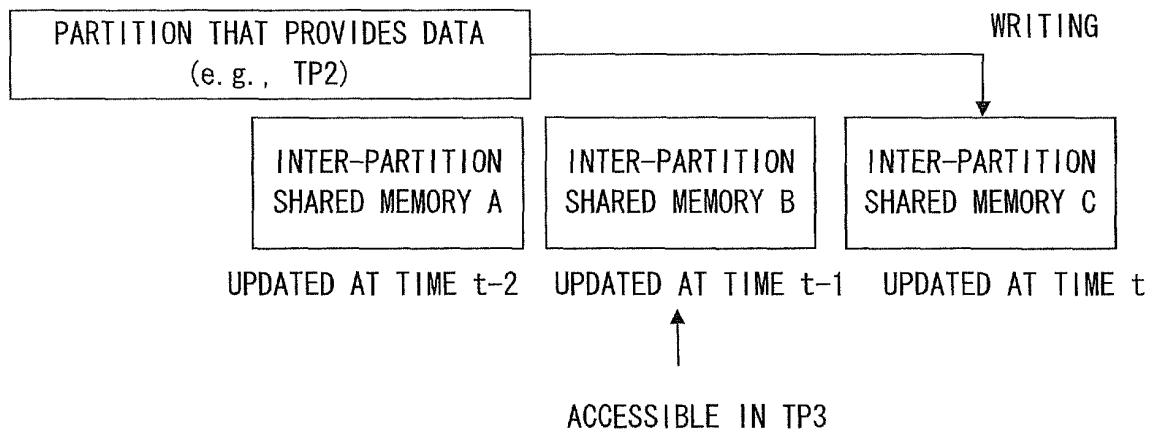 WRITING
PARTITION THAT PROVIDES DATA
(e.g., TP2)
INTER-PARTITION
SHARED MEMORY A
INTER-PARTITION
SHARED MEMORY B
INTER-PARTITION
SHARED MEMORY C
UPDATED AT TIME t-2
UPDATED AT TIME t-1
UPDATED AT TIME t
ACCESSIBLE IN TP3